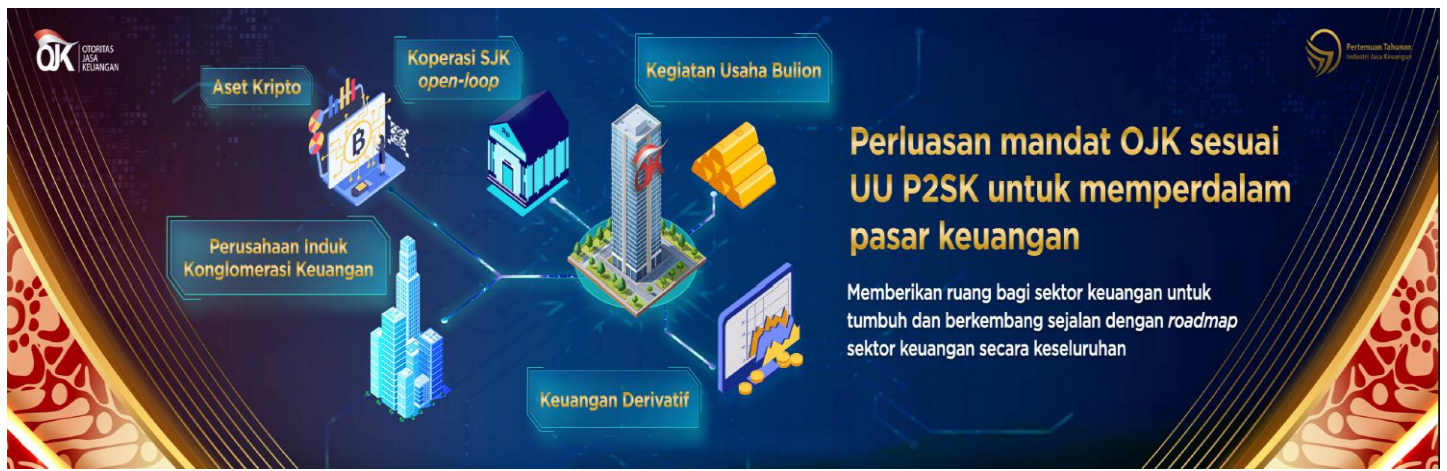 OJK
OTORITAS
JASA
KEUANGAN
Pertemuan Tahunan
Industri Jasa Keuangan
Aset Kripto
Koperasi SJK
open-loop
Kegiatan Usaha Bulion
Perusahaan Induk
Konglomerasi Keuangan
OJK
Keuangan Derivatif
Perluasan mandat OJK sesuai
UU P2SK untuk memperdalam
pasar keuangan
Memberikan ruang bagi sektor keuangan untuk
tumbuh dan berkembang sejalan dengan roadmap
sektor keuangan secara keseluruhan